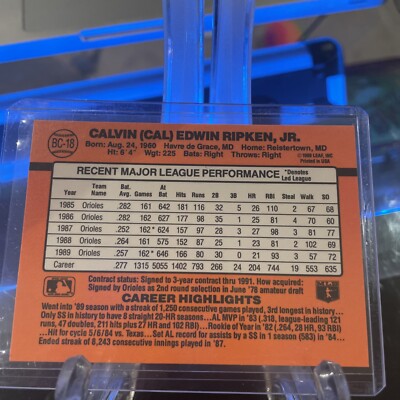 BC-18
CALVIN (CAL) EDWIN RIPKEN, JR.
Born: Aug. 24, 1960 Havre de Grace, MD Home: Reistertown, MD
Ht: 6'4" Wgt: 225 Bats: Right Throws: Right
© 1989 LEAF, INC.
Printed in USA
RECENT MAJOR LEAGUE PERFORMANCE *Denotes Led League
Year Team Name Bat. Avg. Games At Bat Hits Runs 2B 3B HR RBI Steal Walk SO
1985 Orioles .282 161 642 181 116 32 5 26 110 2 67 68
1986 Orioles .282 162 627 177 98 35 1 25 81 4 70 60
1987 Orioles .252 162* 624 157 97 28 3 27 98 3 81 77
1988 Orioles .264 161 575 152 87 25 1 23 81 2 102 69
1989 Orioles .257 162* 646 166 80 30 0 21 93 3 57 72
Career .277 1315 5055 1402 793 266 24 204 744 19 553 635
Contract status: Signed to 3-year contract thru 1991. How acquired:
Signed by Orioles as 2nd round selection in June '78 amateur draft
CAREER HIGHLIGHTS
Went into '89 season with a streak of 1,250 consecutive games played, 3rd longest in history...
Only SS in history to have 8 straight 20-HR seasons... AL MVP in '83 (.318, league-leading 121
runs, 47 doubles, 211 hits plus 27 HR and 102 RBI)...Rookie of Year in '82 (.264, 28 HR, 93 RBI)
...Hit for cycle 5/6/84 vs. Texas...Set AL record for assists by a SS in 1 season (583) in '84...
Ended streak of 8,243 consecutive innings played in '87.